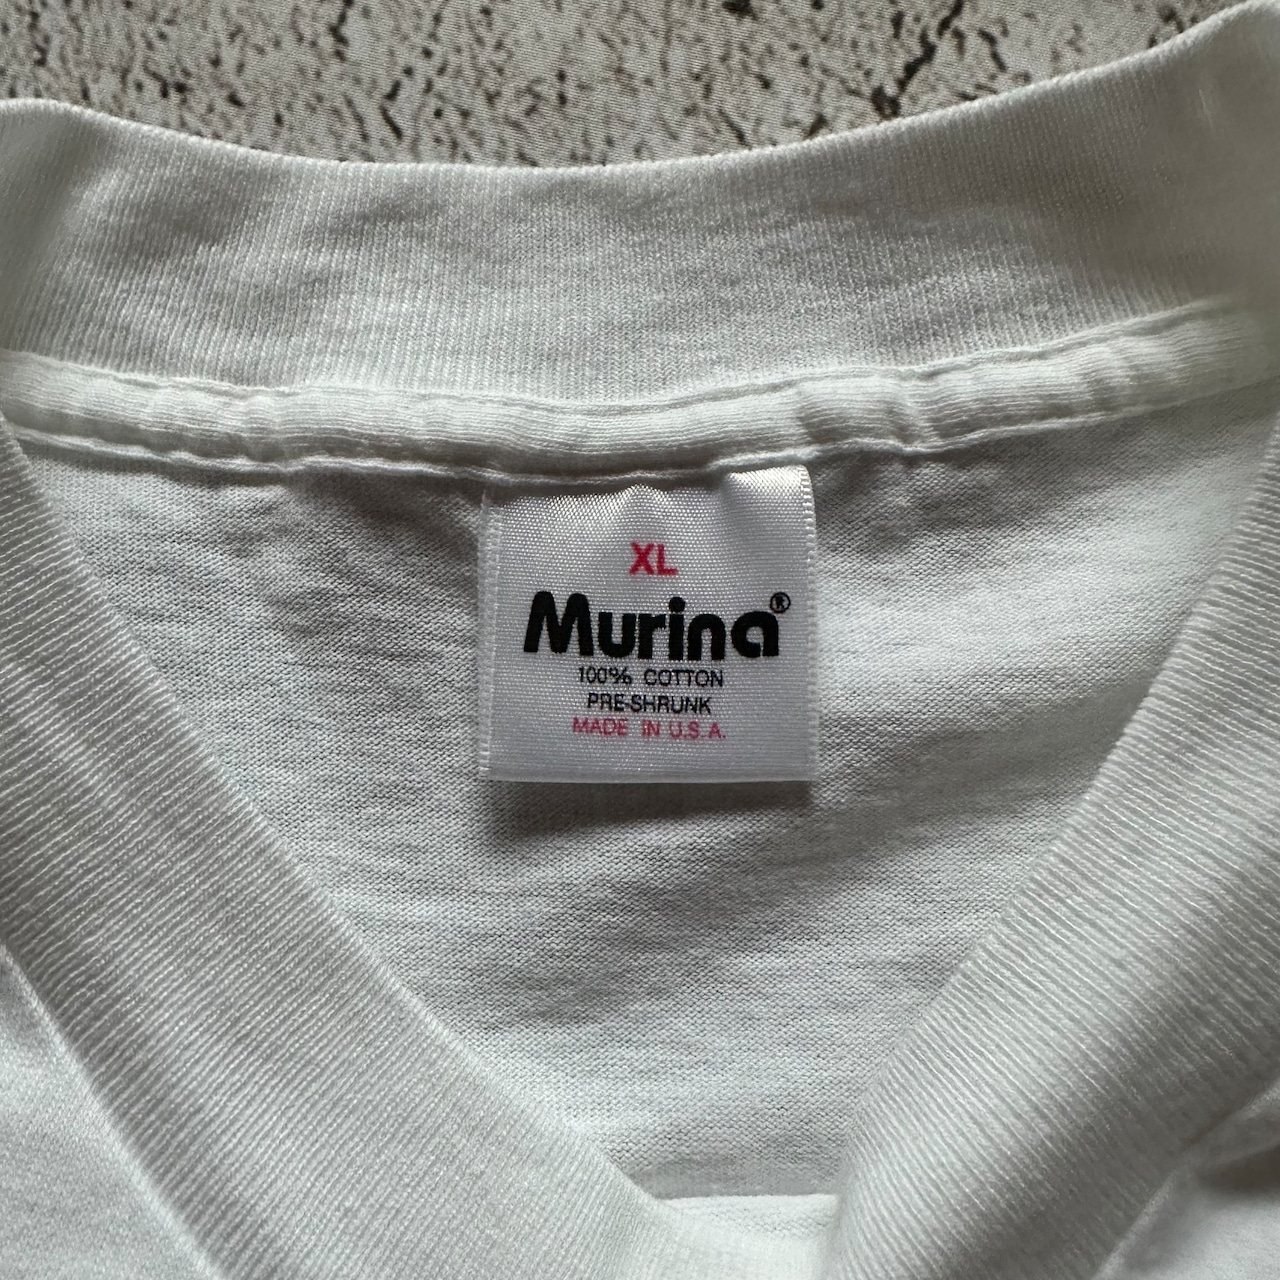 XL
Murina®
100% COTTON
PRE-SHRUNK
MADE IN U.S.A.